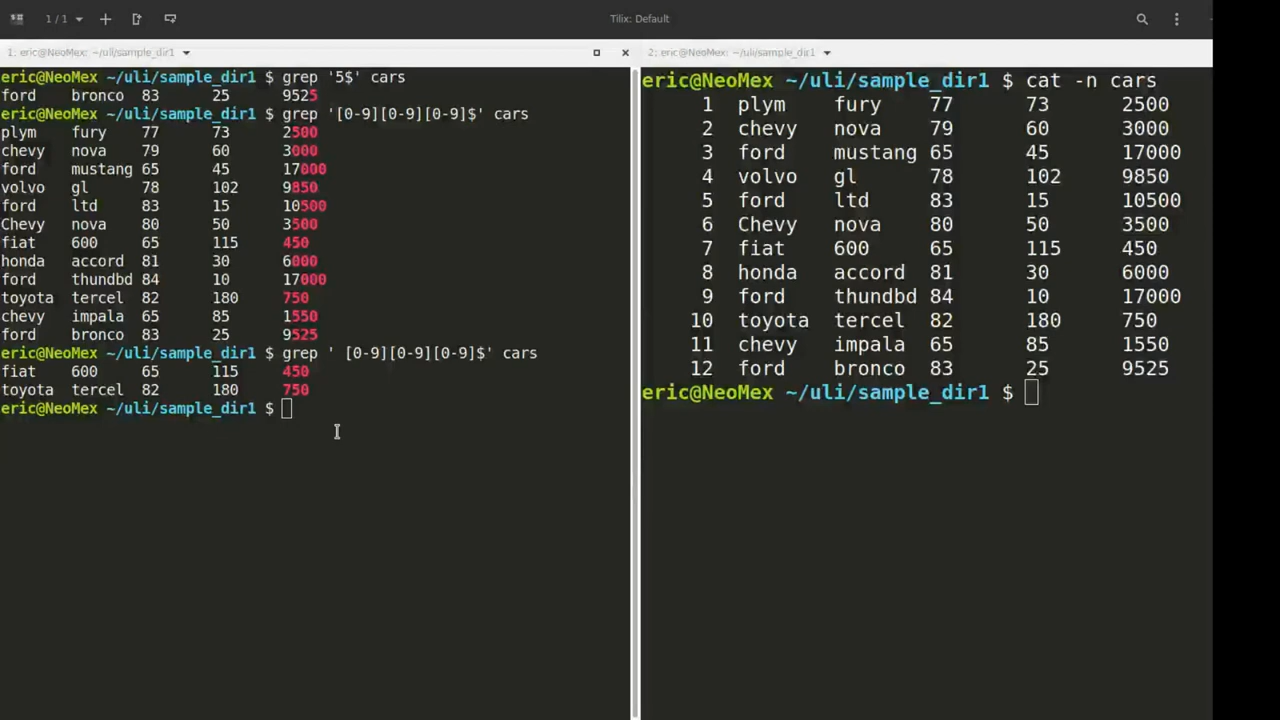 1 / 1
Tilix: Default
1: eric@NeoMex: ~/uli/sample_dir1
eric@NeoMex ~/uli/sample_dir1 $ grep '5$' cars
ford bronco 83 25 9525
eric@NeoMex ~/uli/sample_dir1 $ grep '[0-9][0-9][0-9]$' cars
plym fury 77 73 2500
chevy nova 79 60 3000
ford mustang 65 45 17000
volvo gl 78 102 9850
ford ltd 83 15 10500
Chevy nova 80 50 3500
fiat 600 65 115 450
honda accord 81 30 6000
ford thundbd 84 10 17000
toyota tercel 82 180 750
chevy impala 65 85 1550
ford bronco 83 25 9525
eric@NeoMex ~/uli/sample_dir1 $ grep ' [0-9][0-9][0-9]$' cars
fiat 600 65 115 450
toyota tercel 82 180 750
eric@NeoMex ~/uli/sample_dir1 $
2: eric@NeoMex: ~/uli/sample_dir1
eric@NeoMex ~/uli/sample_dir1 $ cat -n cars
1 plym fury 77 73 2500
2 chevy nova 79 60 3000
3 ford mustang 65 45 17000
4 volvo gl 78 102 9850
5 ford ltd 83 15 10500
6 Chevy nova 80 50 3500
7 fiat 600 65 115 450
8 honda accord 81 30 6000
9 ford thundbd 84 10 17000
10 toyota tercel 82 180 750
11 chevy impala 65 85 1550
12 ford bronco 83 25 9525
eric@NeoMex ~/uli/sample_dir1 $